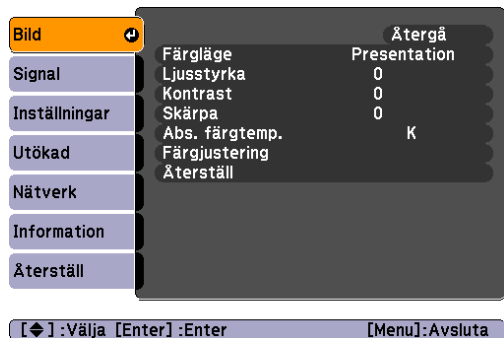 Bild
Signal
Inställningar
Utökad
Nätverk
Information
Återställ
Återgå
Färgläge Presentation
Ljusstyrka 0
Kontrast 0
Skärpa 0
Abs. färgtemp. K
Färgjustering
Återställ
[ ] :Välja [Enter] :Enter [Menu]:Avsluta